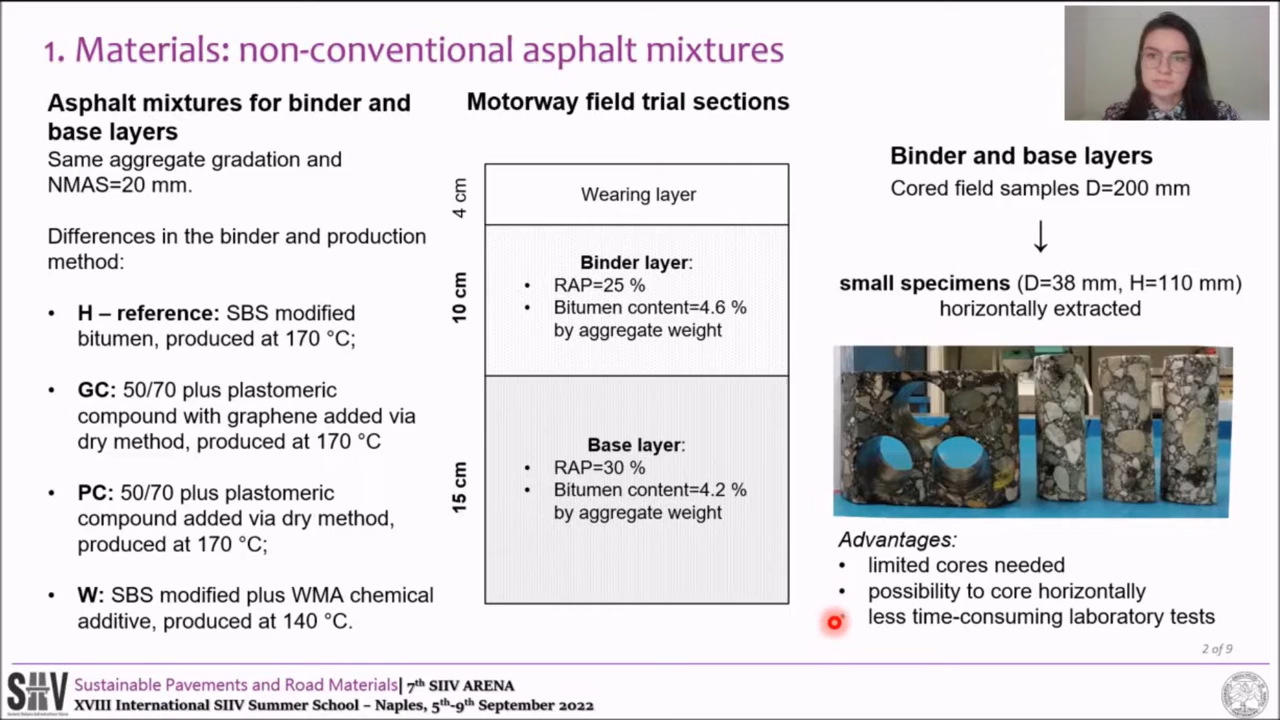 1. Materials: non-conventional asphalt mixtures
Asphalt mixtures for binder and
base layers
Same aggregate gradation and
NMAS=20 mm.
Differences in the binder and production
method:
• H – reference: SBS modified
bitumen, produced at 170 °C;
• GC: 50/70 plus plastomeric
compound with graphene added via
dry method, produced at 170 °C
• PC: 50/70 plus plastomeric
compound added via dry method,
produced at 170 °C;
• W: SBS modified plus WMA chemical
additive, produced at 140 °C.
Motorway field trial sections
4 cm
Wearing layer
10 cm
Binder layer:
• RAP=25 %
• Bitumen content=4.6 %
by aggregate weight
15 cm
Base layer:
• RAP=30 %
• Bitumen content=4.2 %
by aggregate weight
Binder and base layers
Cored field samples D=200 mm
↓
small specimens (D=38 mm, H=110 mm)
horizontally extracted
Advantages:
• limited cores needed
• possibility to core horizontally
• less time-consuming laboratory tests
2 of 9
SIIV
Sustainable Pavements and Road Materials| 7th SIIV ARENA
XVIII International SIIV Summer School – Naples, 5th-9th September 2022